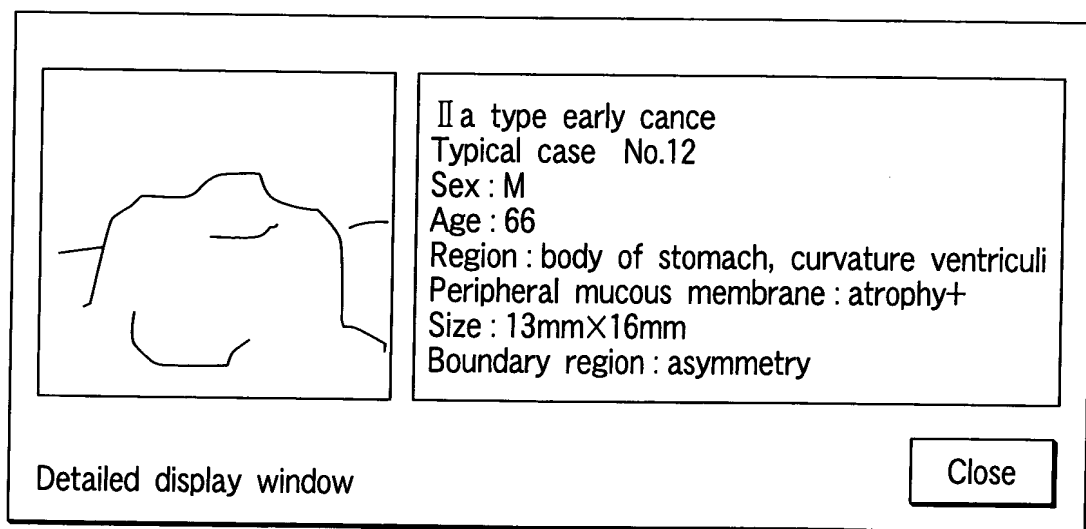 Ⅱa type early cance
Typical case No.12
Sex : M
Age : 66
Region : body of stomach, curvature ventriculi
Peripheral mucous membrane : atrophy+
Size : 13mm×16mm
Boundary region : asymmetry
Detailed display window
Close